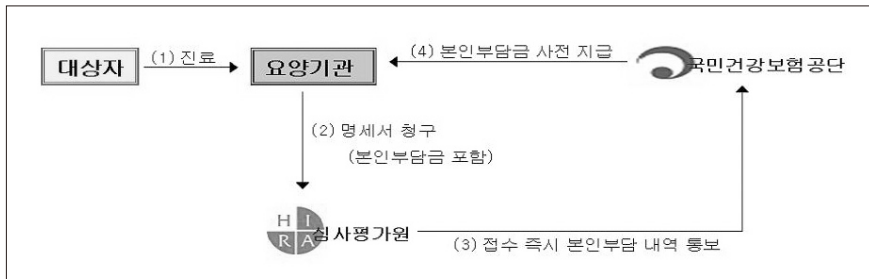 대상자
(1) 진료
요양기관
(4) 본인부담금 사전 지급
국민건강보험공단
(2) 명세서 청구
(본인부담금 포함)
H I
R A
심사평가원
(3) 접수 즉시 본인부담 내역 통보